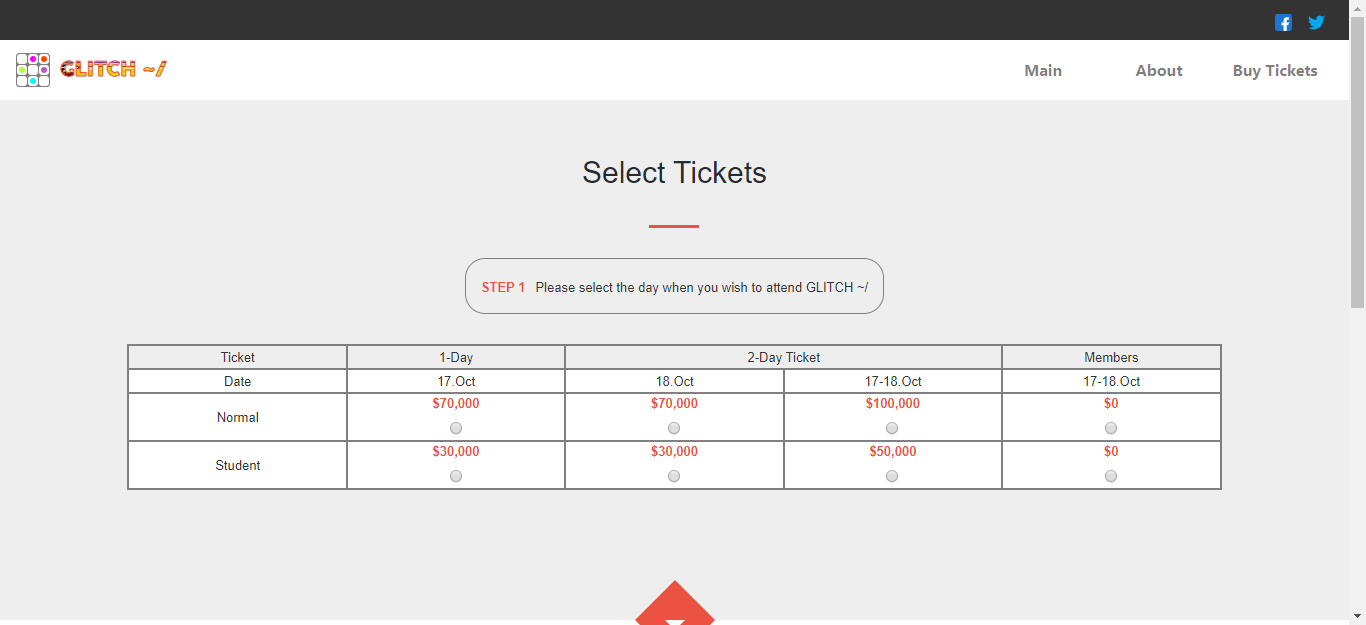 GLITCH ~/
Main About Buy Tickets
Select Tickets
STEP 1 Please select the day when you wish to attend GLITCH ~/
Ticket 1-Day 2-Day Ticket Members
Date 17.Oct 18.Oct 17-18.Oct 17-18.Oct
Normal $70,000 $70,000 $100,000 $0
Student $30,000 $30,000 $50,000 $0